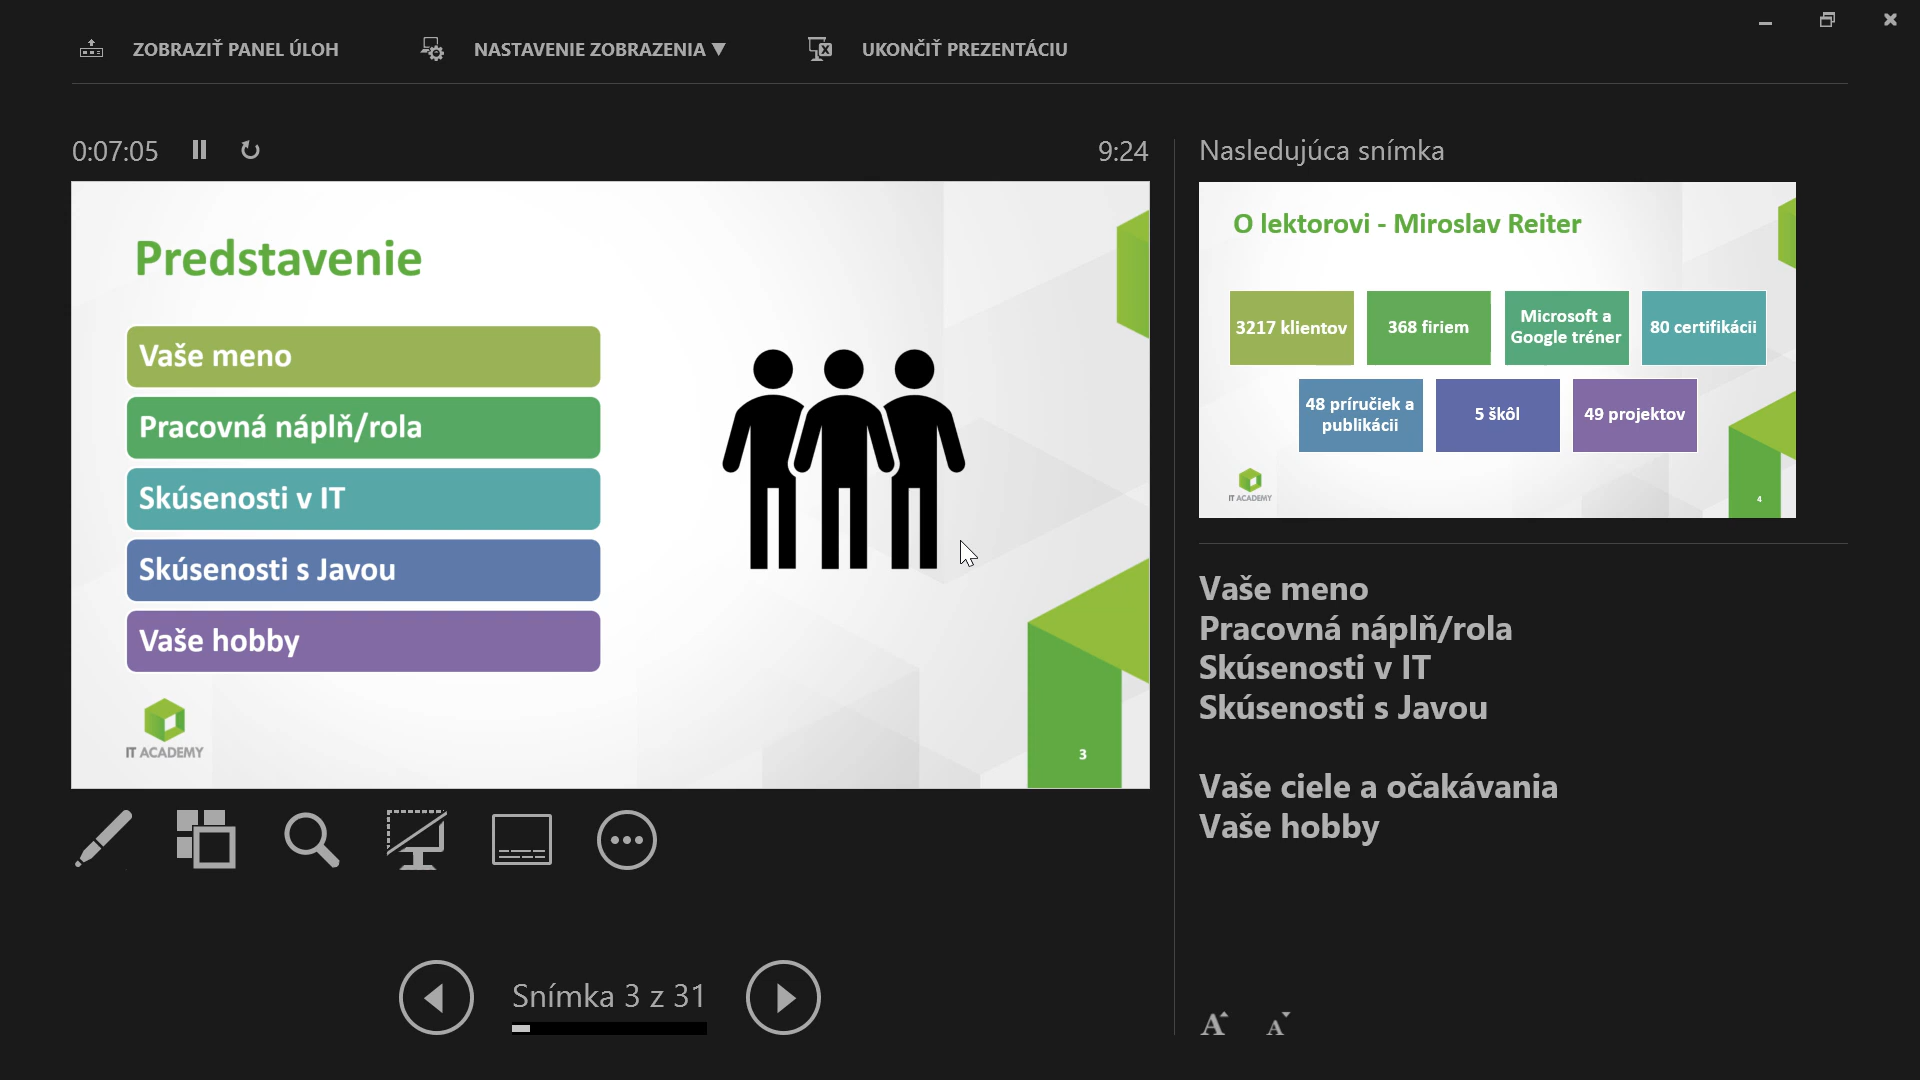 ZOBRAZIŤ PANEL ÚLOH
NASTAVENIE ZOBRAZENIA ▼
UKONČIŤ PREZENTÁCIU
0:07:05
9:24
Predstavenie
Vaše meno
Pracovná náplň/rola
Skúsenosti v IT
Skúsenosti s Javou
Vaše hobby
IT ACADEMY
3
Snímka 3 z 31
Nasledujúca snímka
O lektorovi - Miroslav Reiter
3217 klientov
368 firiem
Microsoft a
Google tréner
80 certifikácií
48 príručiek a
publikácií
5 škôl
49 projektov
IT ACADEMY
4
Vaše meno
Pracovná náplň/rola
Skúsenosti v IT
Skúsenosti s Javou
Vaše ciele a očakávania
Vaše hobby
A
A